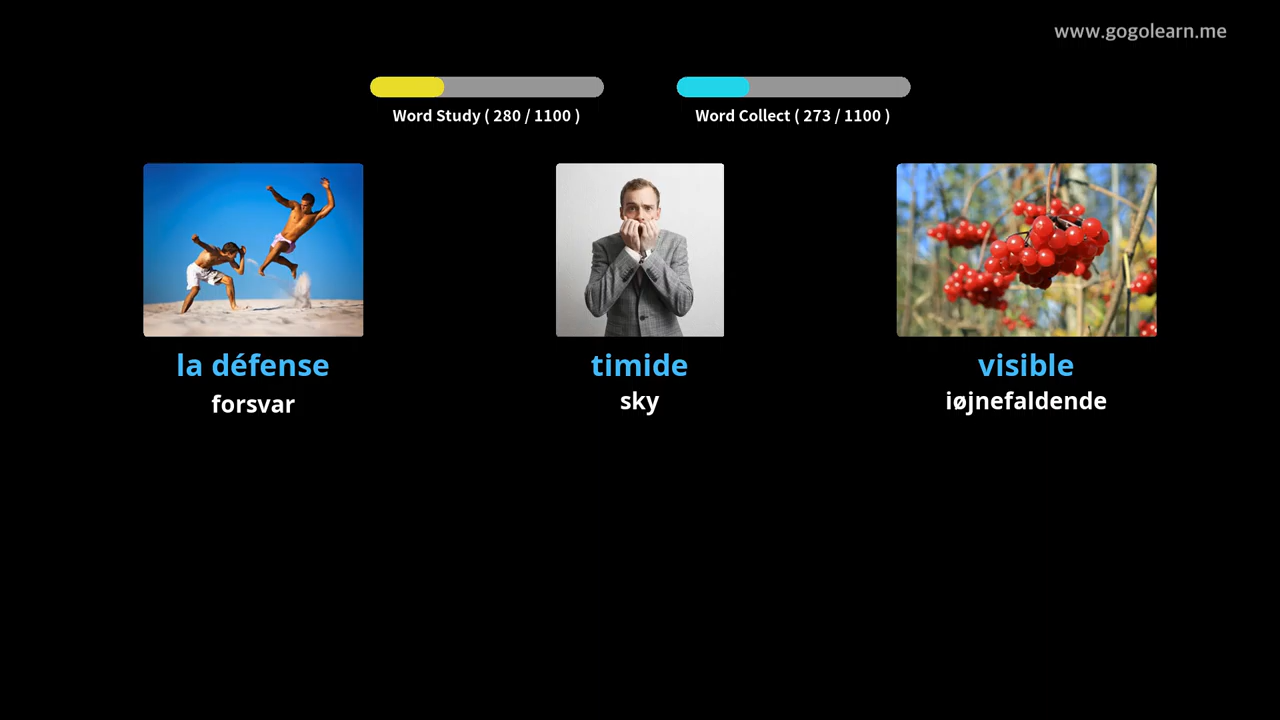 www.gogolearn.me
Word Study ( 280 / 1100 )
Word Collect ( 273 / 1100 )
la défense
timide
visible
forsvar
sky
iøjnefaldende